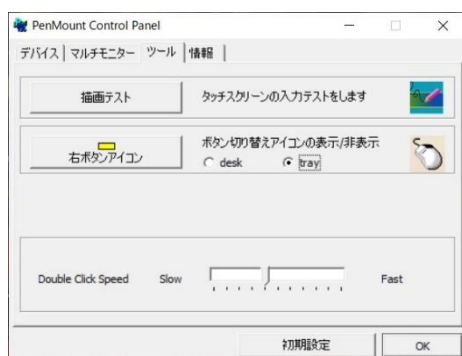 PenMount Control Panel
デバイス マルチモニター ツール 情報
描画テスト タッチスクリーンの入力テストをします
右ボタンアイコン ボタン切り替えアイコンの表示/非表示
desk tray
Double Click Speed Slow Fast
初期設定 OK